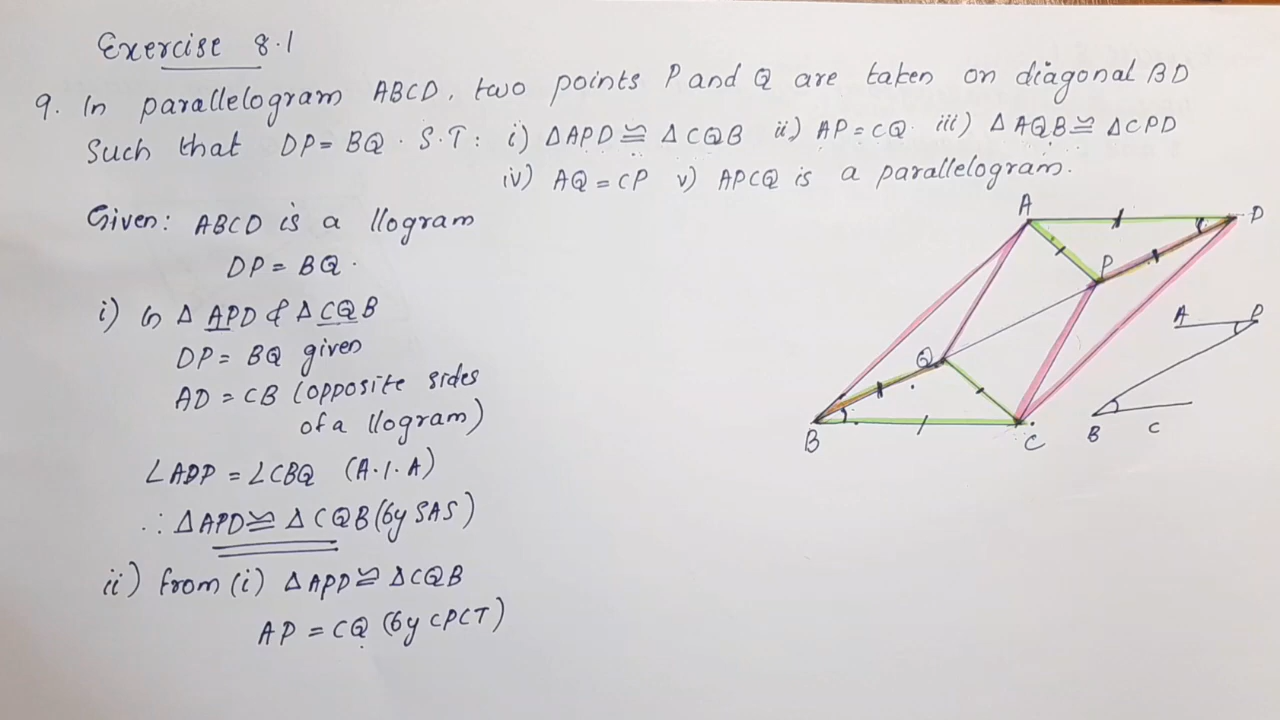 Exercise 8.1
9. In parallelogram ABCD, two points P and Q are taken on diagonal BD
Such that DP = BQ. S.T: i) ΔAPD ≅ ΔCQB ii) AP = CQ iii) ΔAQB ≅ ΔCPD
iv) AQ = CP v) APCQ is a parallelogram.
Given: ABCD is a llogram
DP = BQ.
i) In Δ APD & Δ CQB
DP = BQ given
AD = CB (opposite sides
of a llogram)
∠ADP = ∠CBQ (A.I.A)
∴ ΔAPD ≅ ΔCQB (by SAS)
ii) from (i) ΔAPD ≅ ΔCQB
AP = CQ (by CPCT)
A
D
P
Q
B
C
A
D
B
C